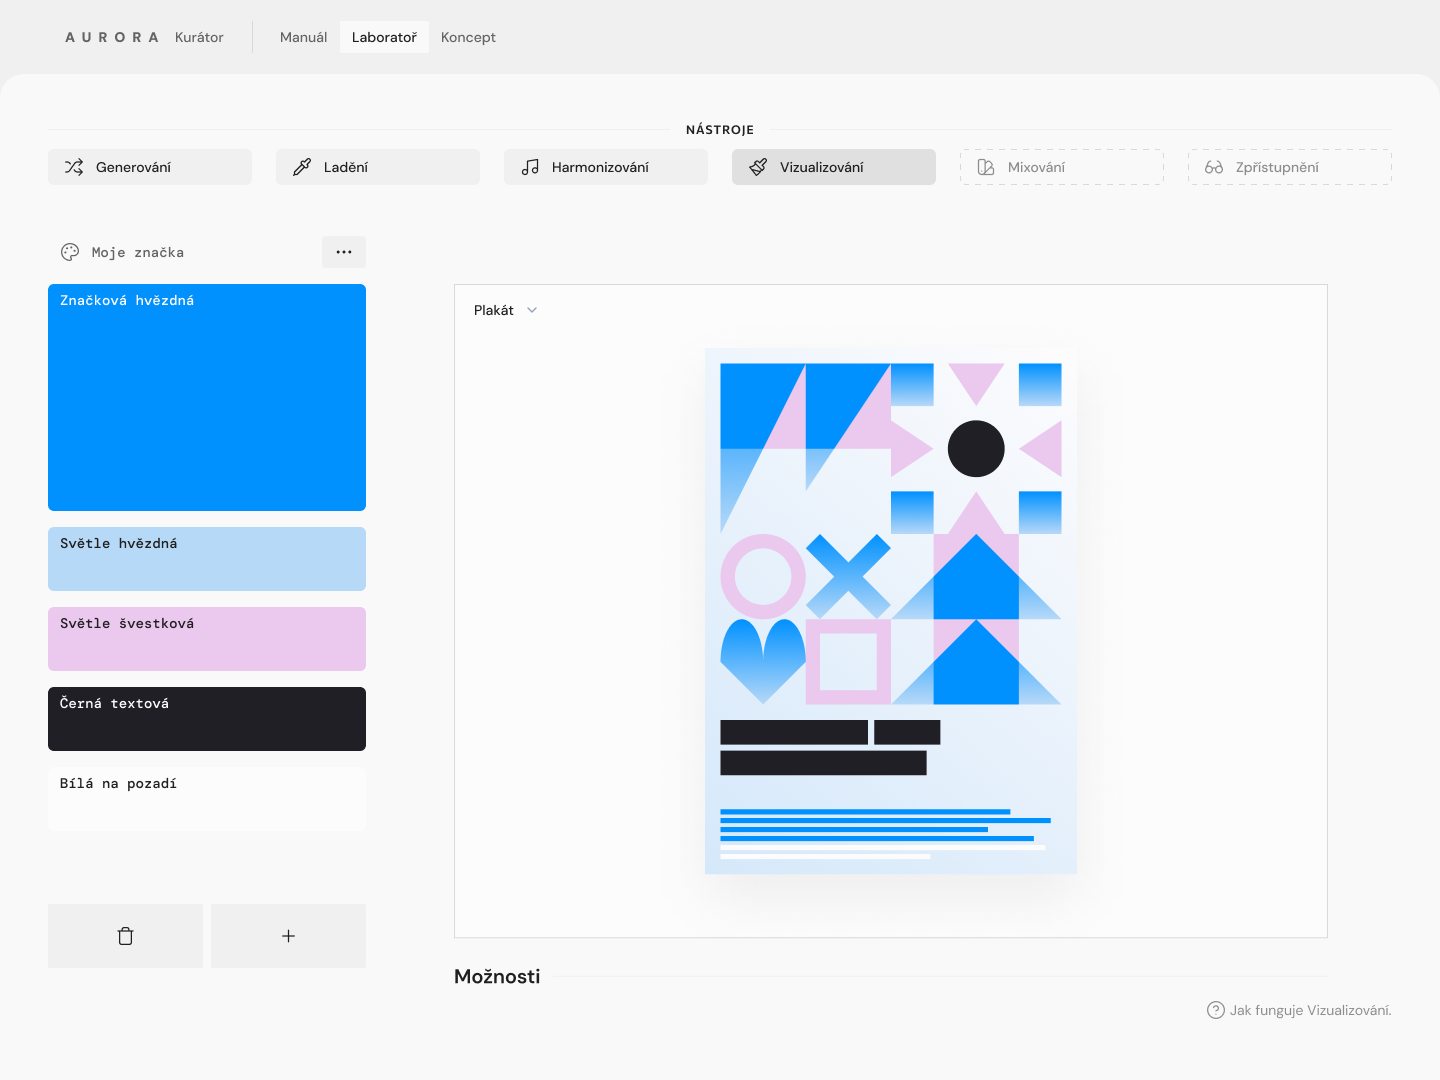 AURORA Kurátor Manuál Laboratoř Koncept
NÁSTROJE
Generování Ladění Harmonizování Vizualizování Mixování Zpřístupnění
Moje značka
Značková hvězdná
Plakát
Světle hvězdná
Světle švestková
Černá textová
Bílá na pozadí
Možnosti
Jak funguje Vizualizování.